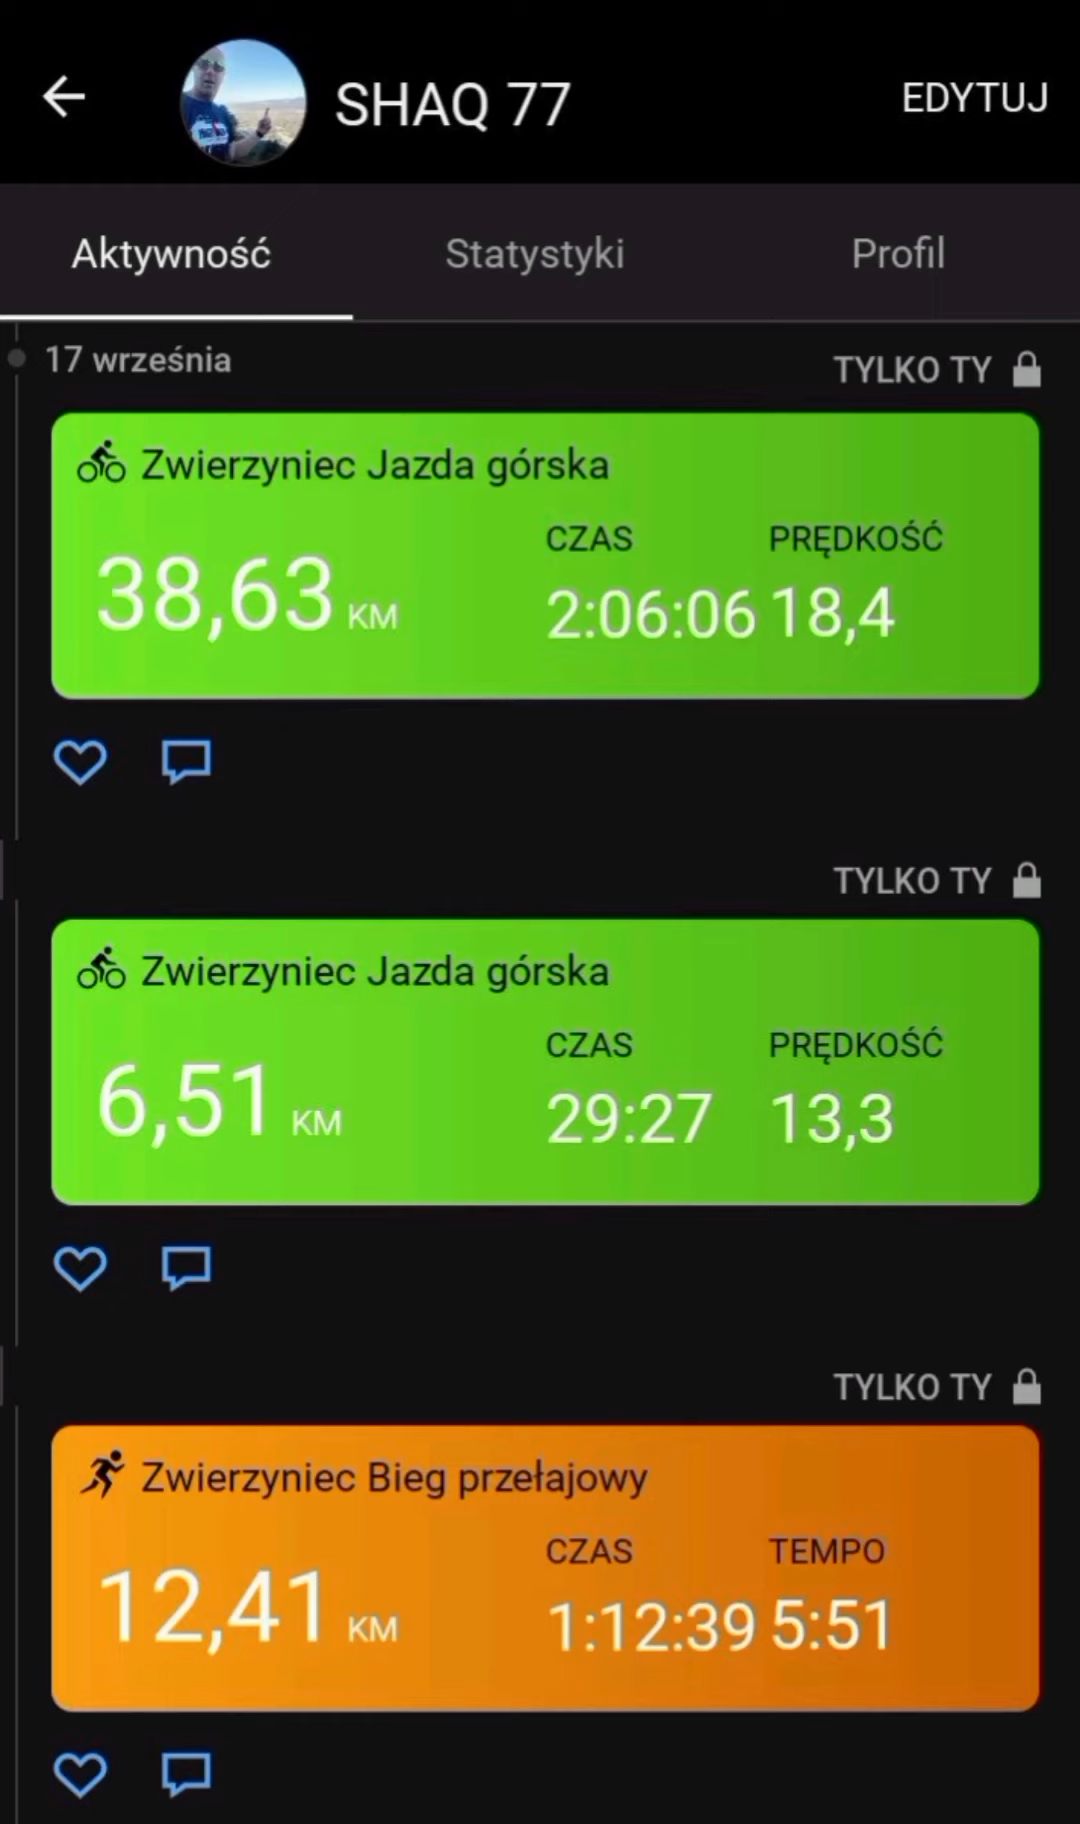 SHAQ 77
EDYTUJ
Aktywność Statystyki Profil
17 września
TYLKO TY
Zwierzyniec Jazda górska
CZAS PRĘDKOŚĆ
38,63 KM 2:06:06 18,4
TYLKO TY
Zwierzyniec Jazda górska
CZAS PRĘDKOŚĆ
6,51 KM 29:27 13,3
TYLKO TY
Zwierzyniec Bieg przełajowy
CZAS TEMPO
12,41 KM 1:12:39 5:51